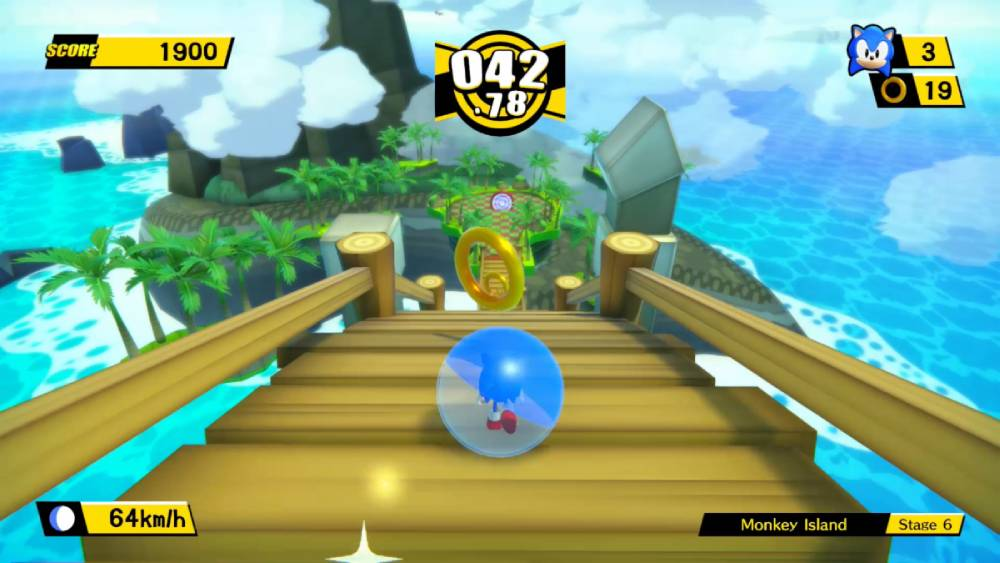 SCORE 1900
042
.78
3
19
64km/h
Monkey Island Stage 6